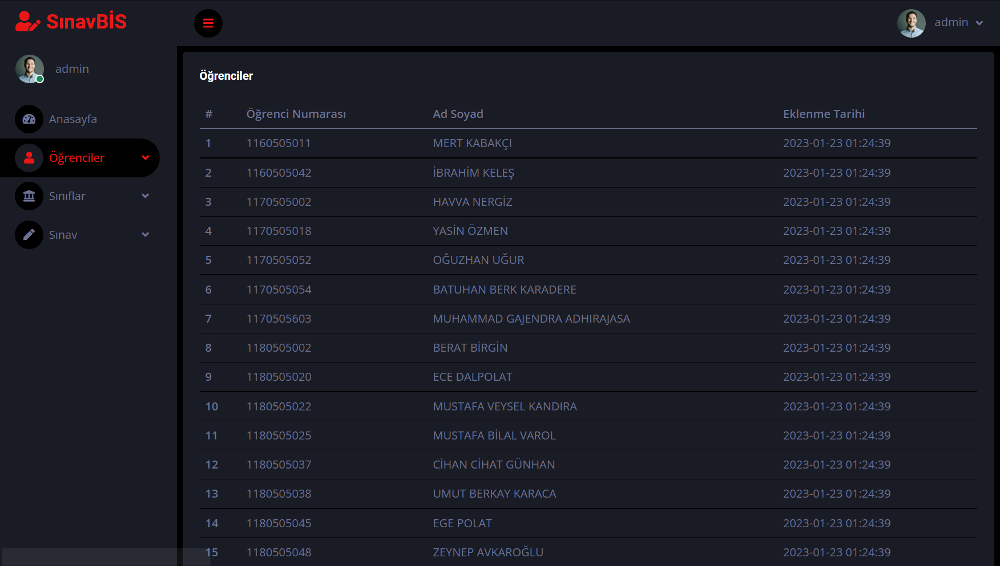 SınavBİS
admin
admin
Anasayfa
Öğrenciler
Sınıflar
Sınav
Öğrenciler
# Öğrenci Numarası Ad Soyad Eklenme Tarihi
1 1160505011 MERT KABAKÇI 2023-01-23 01:24:39
2 1160505042 İBRAHİM KELEŞ 2023-01-23 01:24:39
3 1170505002 HAVVA NERGİZ 2023-01-23 01:24:39
4 1170505018 YASİN ÖZMEN 2023-01-23 01:24:39
5 1170505052 OĞUZHAN UĞUR 2023-01-23 01:24:39
6 1170505054 BATUHAN BERK KARADERE 2023-01-23 01:24:39
7 1170505603 MUHAMMAD GAJENDRA ADHIRAJASA 2023-01-23 01:24:39
8 1180505002 BERAT BİRGİN 2023-01-23 01:24:39
9 1180505020 ECE DALPOLAT 2023-01-23 01:24:39
10 1180505022 MUSTAFA VEYSEL KANDIRA 2023-01-23 01:24:39
11 1180505025 MUSTAFA BİLAL VAROL 2023-01-23 01:24:39
12 1180505037 CİHAN CİHAT GÜNHAN 2023-01-23 01:24:39
13 1180505038 UMUT BERKAY KARACA 2023-01-23 01:24:39
14 1180505045 EGE POLAT 2023-01-23 01:24:39
15 1180505048 ZEYNEP AVKAROĞLU 2023-01-23 01:24:39